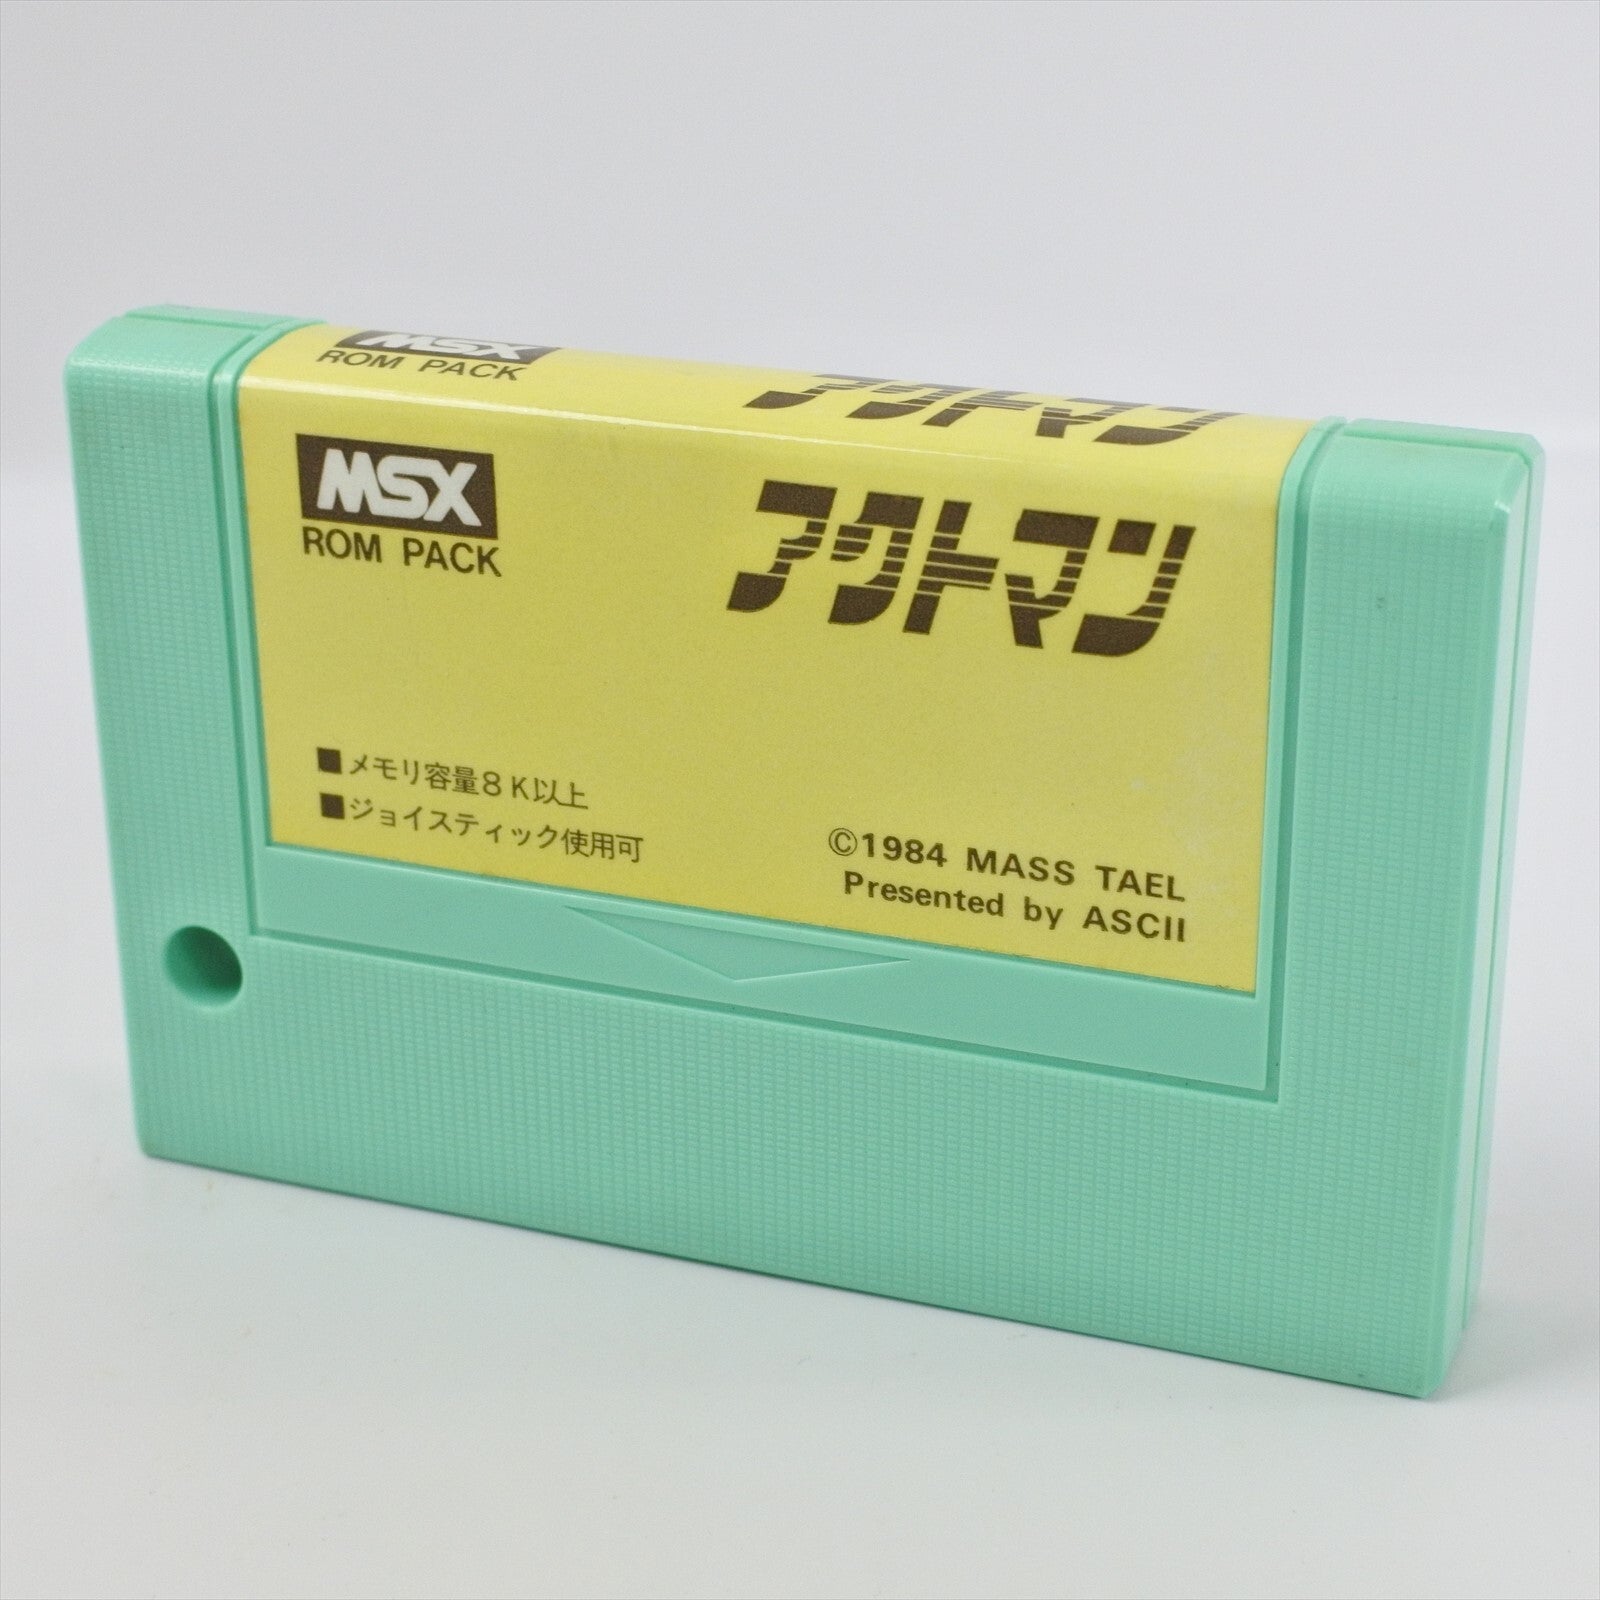 MSX
ROM PACK
アクトマン
MSX
ROM PACK
アクトマン
■メモリ容量8K以上
■ジョイスティック使用可
©1984 MASS TAEL
Presented by ASCII